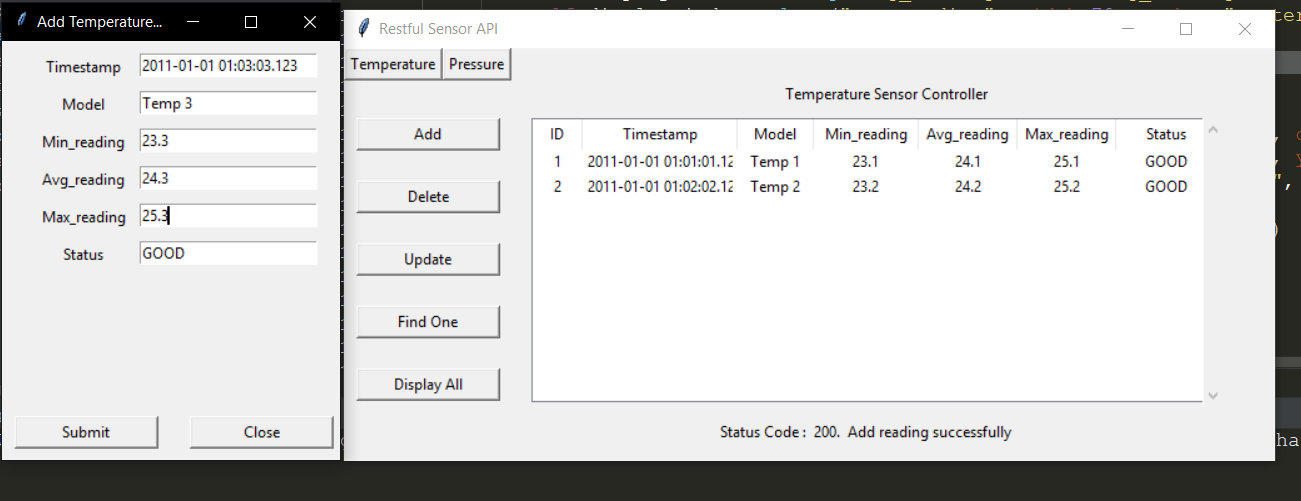 Add Temperature...
Timestamp 2011-01-01 01:03:03.123
Model Temp 3
Min_reading 23.3
Avg_reading 24.3
Max_reading 25.3
Status GOOD
Submit Close
Restful Sensor API
Temperature Pressure
Temperature Sensor Controller
Add
Delete
Update
Find One
Display All
ID Timestamp Model Min_reading Avg_reading Max_reading Status
1 2011-01-01 01:01:01.12 Temp 1 23.1 24.1 25.1 GOOD
2 2011-01-01 01:02:02.12 Temp 2 23.2 24.2 25.2 GOOD
Status Code : 200. Add reading successfully